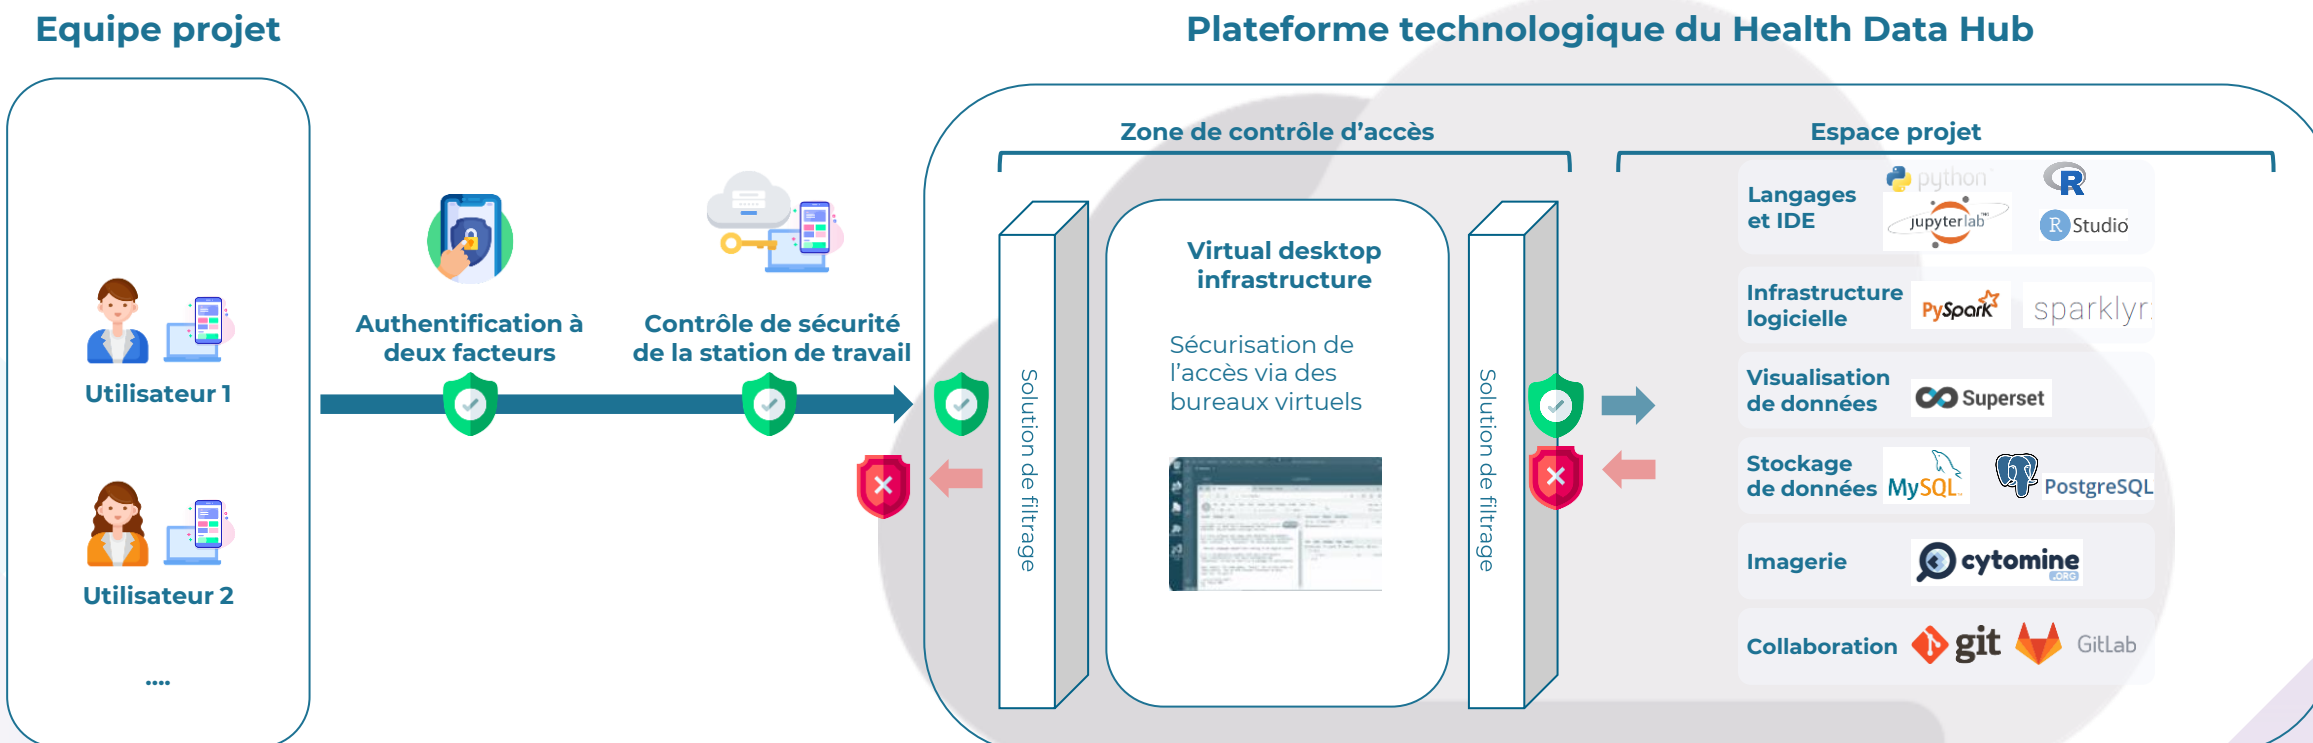 Equipe projet
Plateforme technologique du Health Data Hub
Utilisateur 1
Utilisateur 2
....
Authentification à
deux facteurs
Contrôle de sécurité
de la station de travail
Zone de contrôle d'accès
Solution de filtrage
Virtual desktop
infrastructure
Sécurisation de
l'accès via des
bureaux virtuels
Solution de filtrage
Espace projet
Langages
et IDE
python
R
jupyterlab
R Studio
Infrastructure
logicielle
PySpark
sparklyr
Visualisation
de données
Superset
Stockage
de données
MySQL
PostgreSQL
Imagerie
cytomine
.ORG
Collaboration
git
GitLab